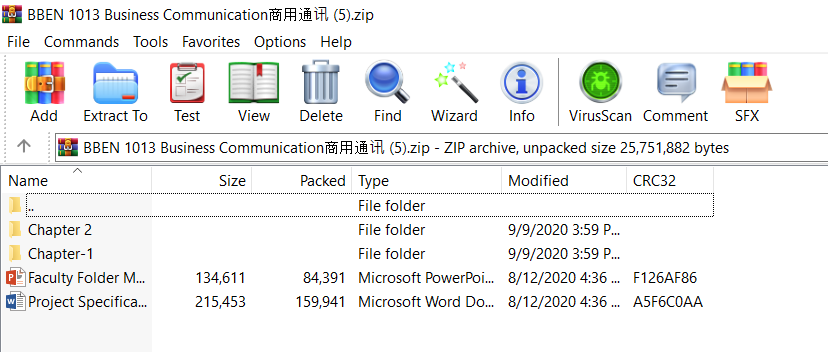 BBEN 1013 Business Communication商用通讯 (5).zip
File Commands Tools Favorites Options Help
Add Extract To Test View Delete Find Wizard Info VirusScan Comment SFX
BBEN 1013 Business Communication商用通讯 (5).zip - ZIP archive, unpacked size 25,751,882 bytes
Name Size Packed Type Modified CRC32
.. File folder
Chapter 2 File folder 9/9/2020 3:59 P...
Chapter-1 File folder 9/9/2020 3:59 P...
Faculty Folder M... 134,611 84,391 Microsoft PowerPoi... 8/12/2020 4:36 ... F126AF86
Project Specifica... 215,453 159,941 Microsoft Word Do... 8/12/2020 4:36 ... A5F6C0AA